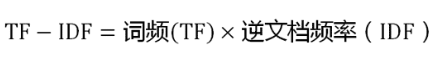 TF − IDF = 词频(TF) × 逆文档频率（IDF）